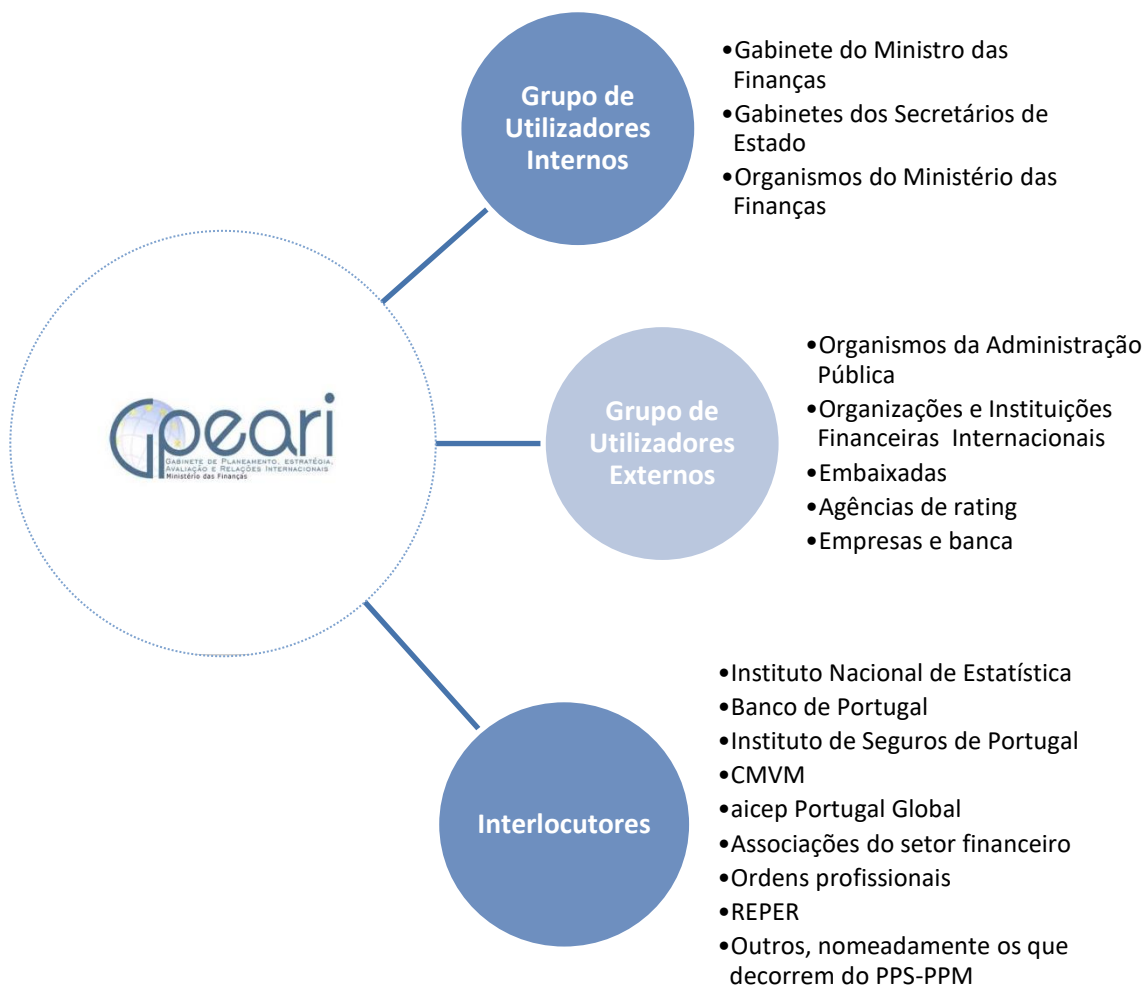 Grupo de
Utilizadores
Internos
•Gabinete do Ministro das
Finanças
•Gabinetes dos Secretários de
Estado
•Organismos do Ministério das
Finanças
Gpeari
GABINETE DE PLANEAMENTO, ESTRATÉGIA,
AVALIAÇÃO E RELAÇÕES INTERNACIONAIS
Ministério das Finanças
Grupo de
Utilizadores
Externos
•Organismos da Administração
Pública
•Organizações e Instituições
Financeiras Internacionais
•Embaixadas
•Agências de rating
•Empresas e banca
Interlocutores
•Instituto Nacional de Estatística
•Banco de Portugal
•Instituto de Seguros de Portugal
•CMVM
•aicep Portugal Global
•Associações do setor financeiro
•Ordens profissionais
•REPER
•Outros, nomeadamente os que
decorrem do PPS-PPM